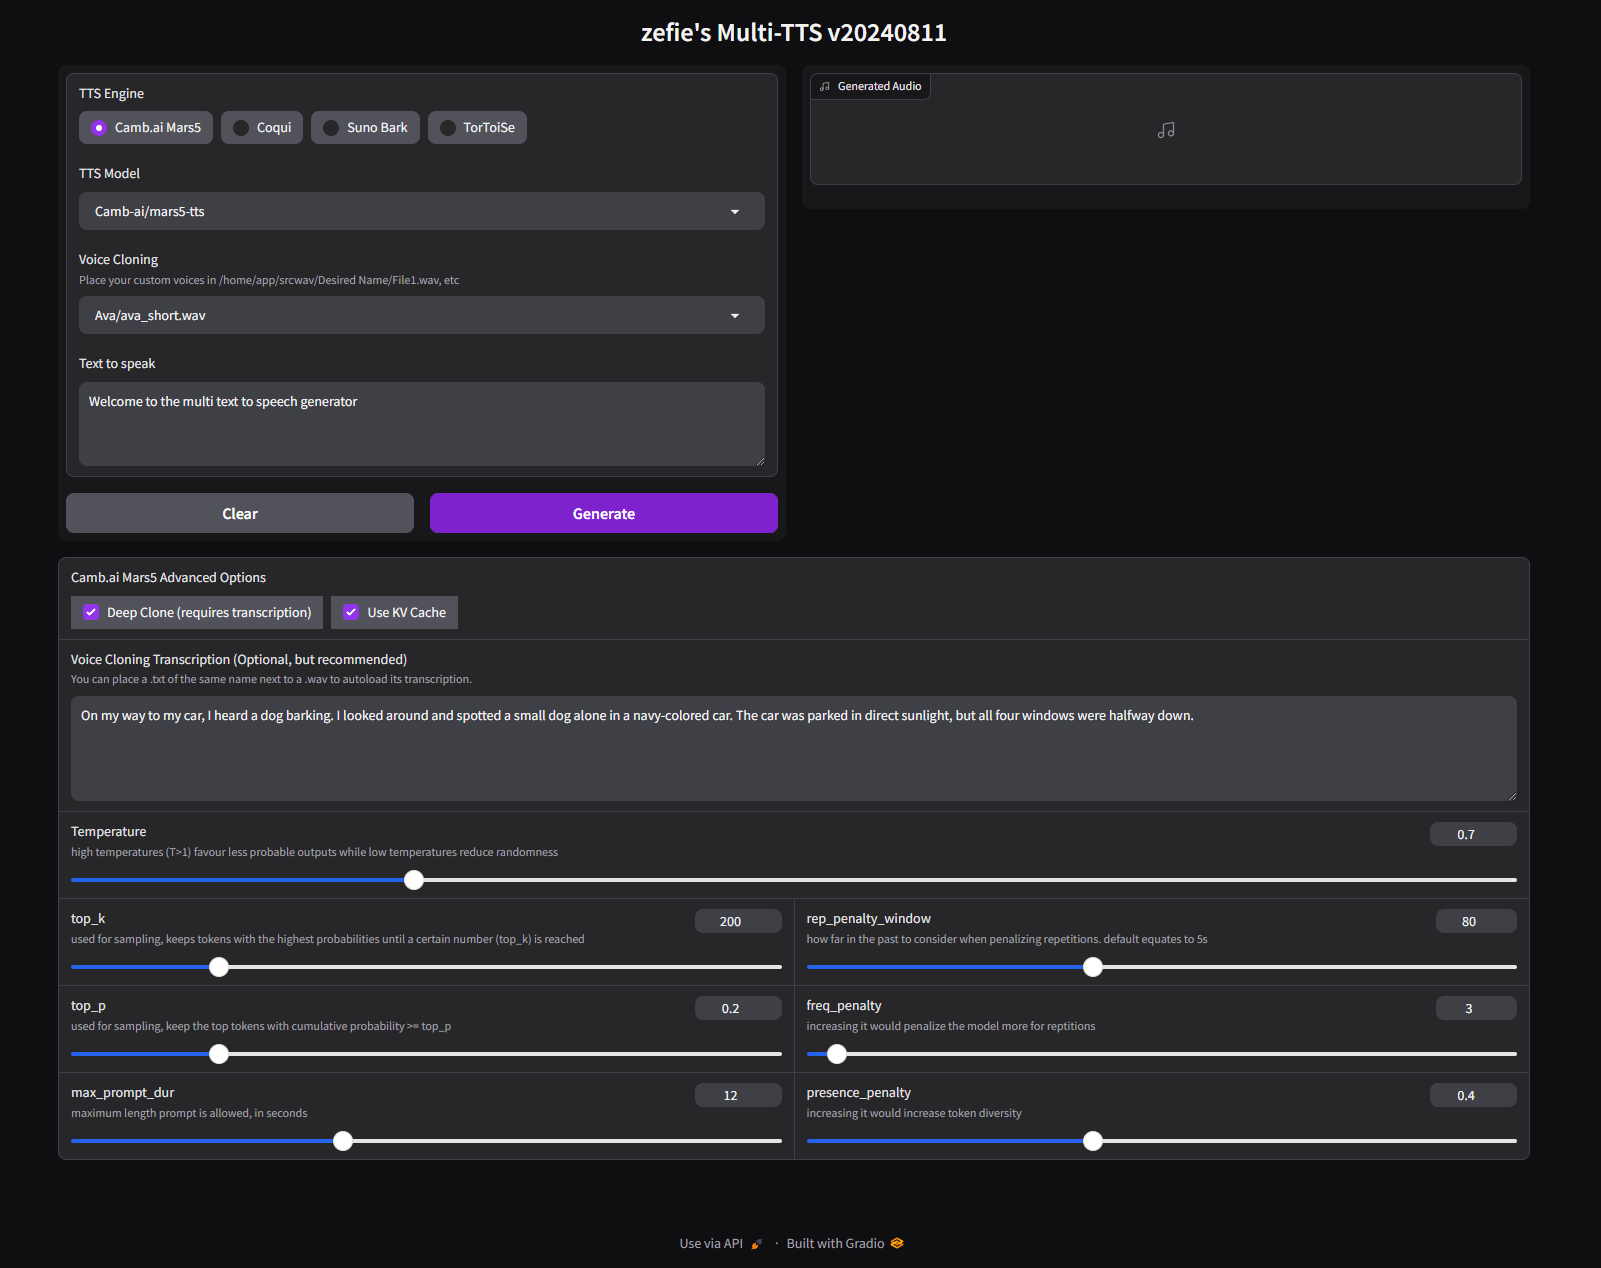 zefie's Multi-TTS v20240811
TTS Engine
Camb.ai Mars5
Coqui
Suno Bark
TorToiSe
TTS Model
Camb-ai/mars5-tts
Voice Cloning
Place your custom voices in /home/app/srcwav/Desired Name/File1.wav, etc
Ava/ava_short.wav
Text to speak
Welcome to the multi text to speech generator
Clear
Generate
Generated Audio
Camb.ai Mars5 Advanced Options
Deep Clone (requires transcription)
Use KV Cache
Voice Cloning Transcription (Optional, but recommended)
You can place a .txt of the same name next to a .wav to autoload its transcription.
On my way to my car, I heard a dog barking. I looked around and spotted a small dog alone in a navy-colored car. The car was parked in direct sunlight, but all four windows were halfway down.
Temperature
0.7
high temperatures (T>1) favour less probable outputs while low temperatures reduce randomness
top_k
200
used for sampling, keeps tokens with the highest probabilities until a certain number (top_k) is reached
rep_penalty_window
80
how far in the past to consider when penalizing repetitions. default equates to 5s
top_p
0.2
used for sampling, keep the top tokens with cumulative probability >= top_p
freq_penalty
3
increasing it would penalize the model more for reptitions
max_prompt_dur
12
maximum length prompt is allowed, in seconds
presence_penalty
0.4
increasing it would increase token diversity
Use via API · Built with Gradio